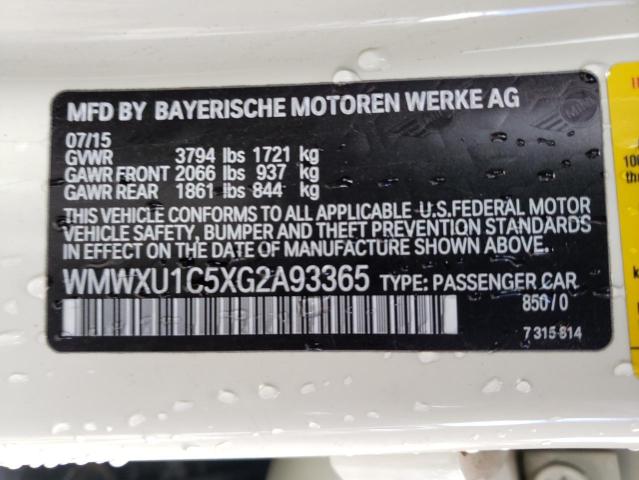 MFD BY BAYERISCHE MOTOREN WERKE AG
07/15
GVWR 3794 lbs 1721 kg
GAWR FRONT 2066 lbs 937 kg
GAWR REAR 1861 lbs 844 kg
THIS VEHICLE CONFORMS TO ALL APPLICABLE U.S.FEDERAL MOTOR
VEHICLE SAFETY, BUMPER AND THEFT PREVENTION STANDARDS
IN EFFECT ON THE DATE OF MANUFACTURE SHOWN ABOVE.
WMWXU1C5XG2A93365 TYPE: PASSENGER CAR
850/0
7 315 814